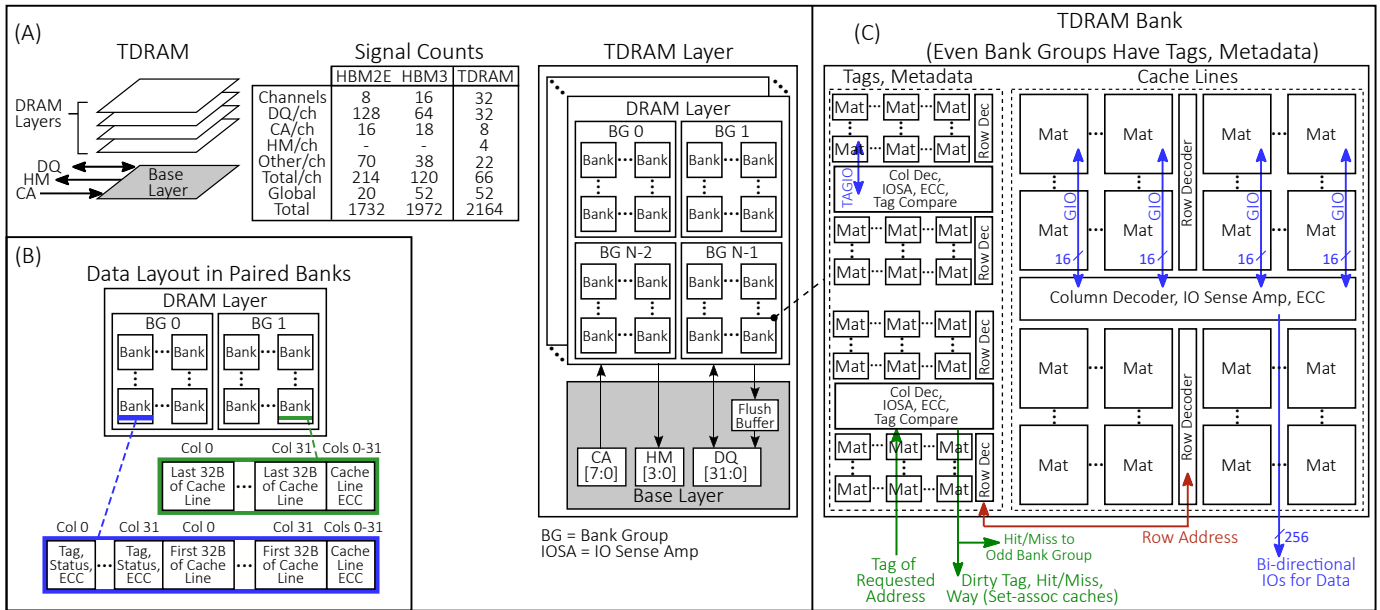 (A)
TDRAM
DRAM
Layers
DQ
HM
CA
Base
Layer
Signal Counts
HBM2E HBM3 TDRAM
Channels 8 16 32
DQ/ch 128 64 32
CA/ch 16 18 8
HM/ch - - 4
Other/ch 70 38 22
Total/ch 214 120 66
Global 20 52 52
Total 1732 1972 2164
TDRAM Layer
DRAM Layer
BG 0 BG 1
Bank Bank Bank Bank
Bank Bank Bank Bank
BG N-2 BG N-1
Bank Bank Bank Bank
Bank Bank Bank Bank
Flush
Buffer
CA
[7:0]
HM
[3:0]
DQ
[31:0]
Base Layer
BG = Bank Group
IOSA = IO Sense Amp
(B)
Data Layout in Paired Banks
DRAM Layer
BG 0 BG 1
Bank Bank Bank Bank
Bank Bank Bank Bank
Col 0 Col 31 Cols 0-31
Last 32B
of Cache
Line
Last 32B
of Cache
Line
Cache
Line
ECC
Col 0 Col 31 Col 0 Col 31 Cols 0-31
Tag,
Status,
ECC
Tag,
Status,
ECC
First 32B
of Cache
Line
First 32B
of Cache
Line
Cache
Line
ECC
(C)
TDRAM Bank
(Even Bank Groups Have Tags, Metadata)
Tags, Metadata
Mat Mat Mat
Mat Mat Mat
Row Dec
TAGIO
Col Dec,
IOSA, ECC,
Tag Compare
Mat Mat Mat
Mat Mat Mat
Row Dec
Mat Mat Mat
Mat Mat Mat
Row Dec
Col Dec,
IOSA, ECC,
Tag Compare
Mat Mat Mat
Mat Mat Mat
Row Dec
Cache Lines
Mat Mat Mat Mat
Row Decoder
GIO GIO GIO GIO
Mat Mat Mat Mat
16 16 16 16
Column Decoder, IO Sense Amp, ECC
Mat Mat Mat Mat
Row Decoder
Mat Mat Mat Mat
Row Address
256
Bi-directional
IOs for Data
Hit/Miss to
Odd Bank Group
Tag of
Requested
Address
Dirty Tag, Hit/Miss,
Way (Set-assoc caches)